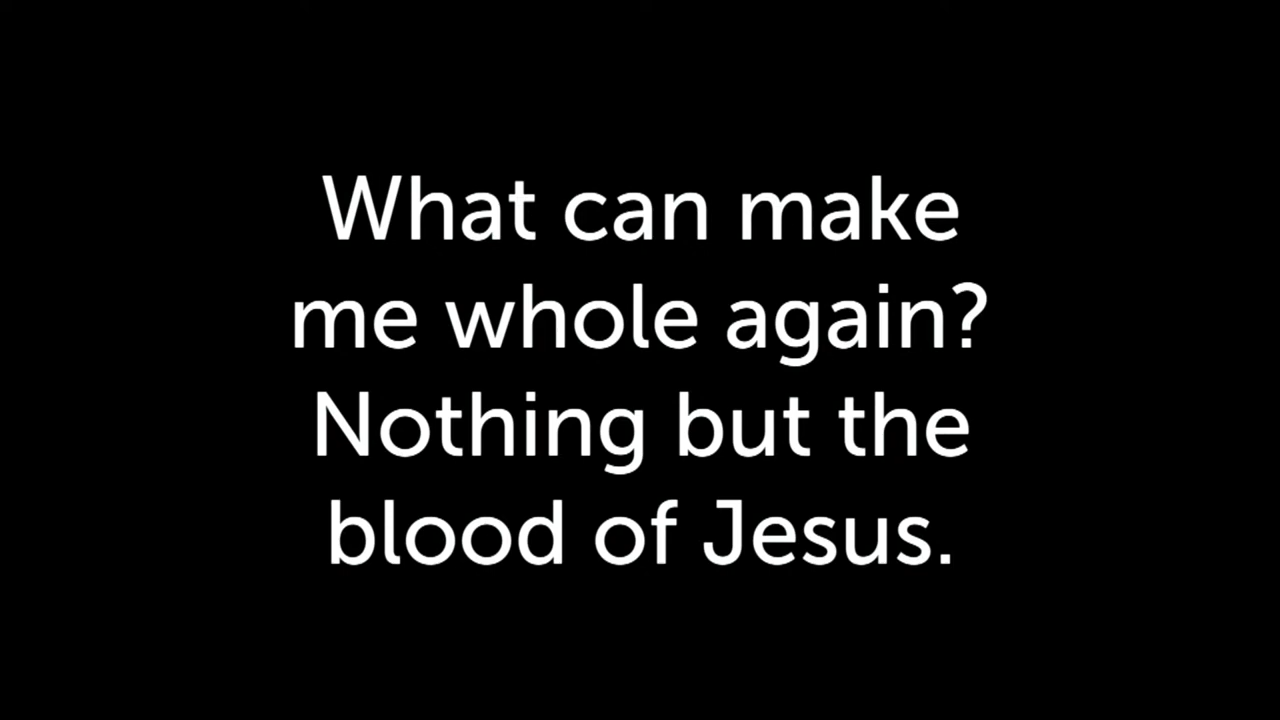 What can make
me whole again?
Nothing but the
blood of Jesus.